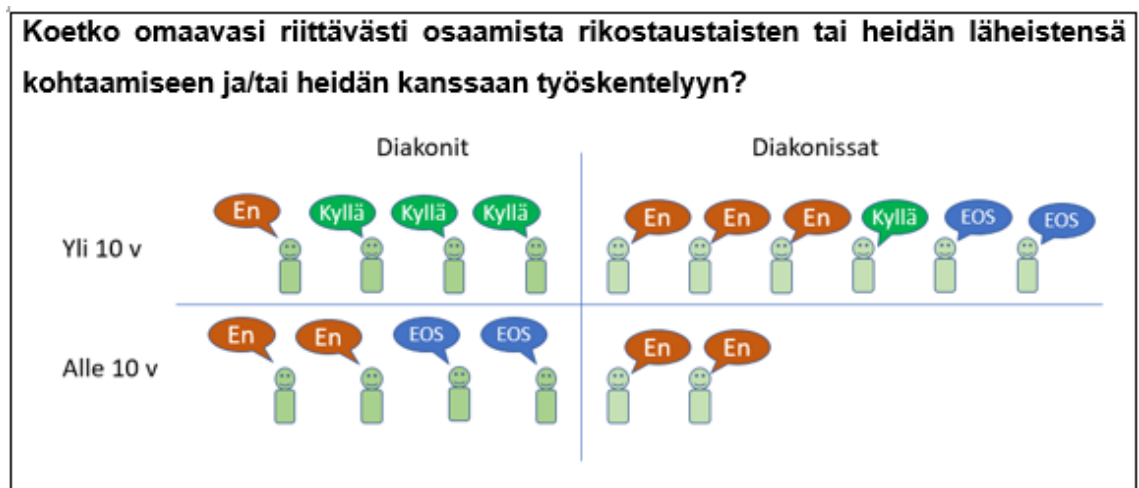 Koetko omaavasi riittävästi osaamista rikostaustaisten tai heidän läheistensä
kohtaamiseen ja/tai heidän kanssaan työskentelyyn?
Diakonit Diakonissat
En Kyllä Kyllä Kyllä En En En Kyllä EOS EOS
Yli 10 v
En En EOS EOS En En
Alle 10 v